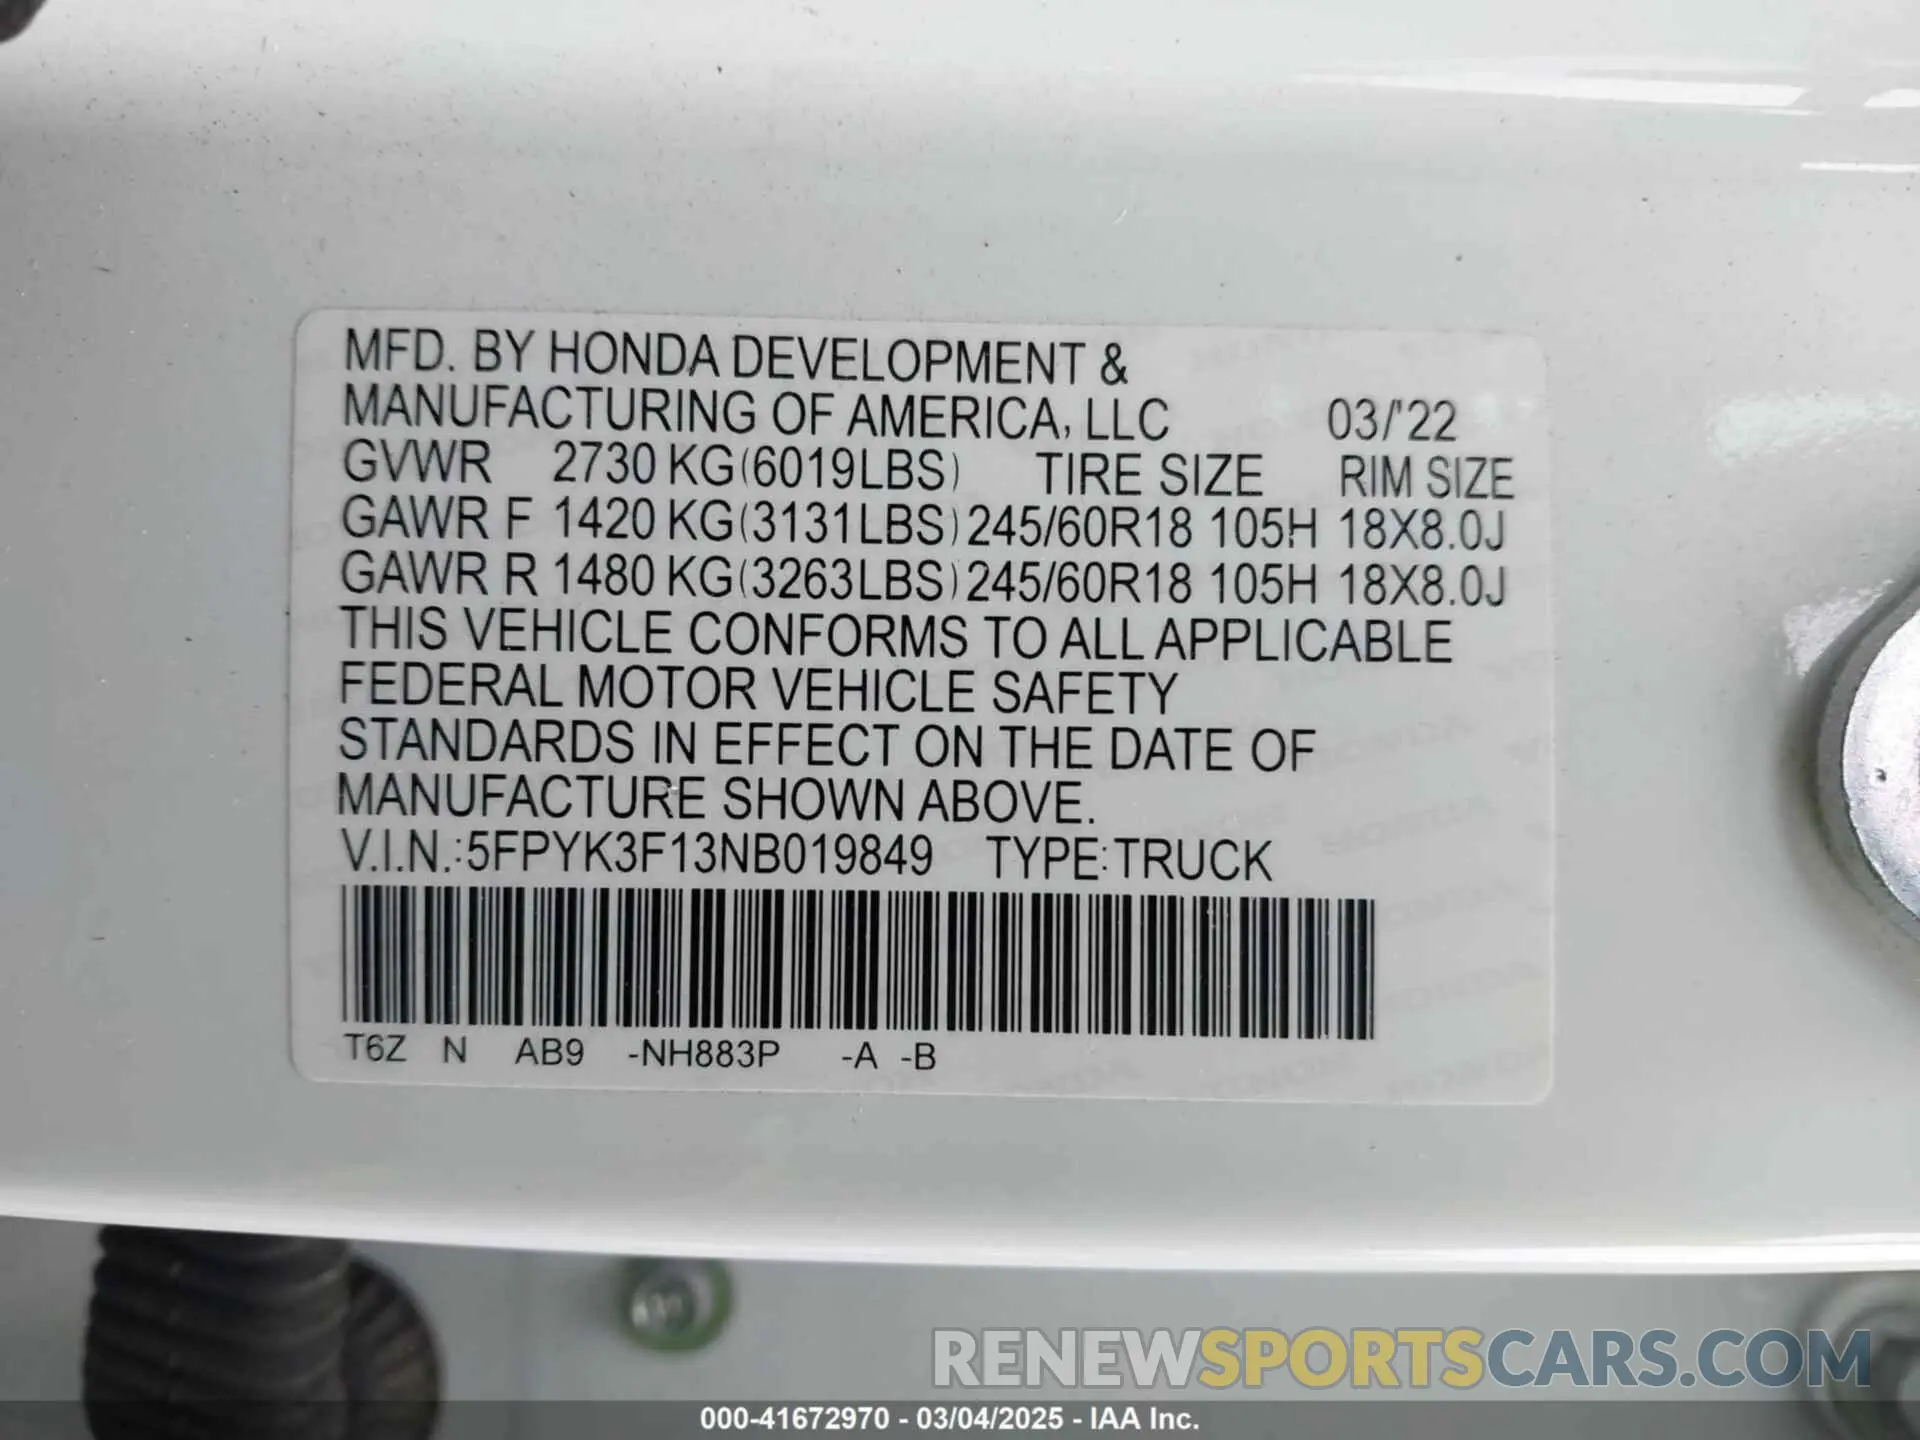 MFD. BY HONDA DEVELOPMENT &
MANUFACTURING OF AMERICA, LLC 03/'22
GVWR 2730 KG(6019LBS) TIRE SIZE RIM SIZE
GAWR F 1420 KG(3131LBS)245/60R18 105H 18X8.0J
GAWR R 1480 KG(3263LBS)245/60R18 105H 18X8.0J
THIS VEHICLE CONFORMS TO ALL APPLICABLE
FEDERAL MOTOR VEHICLE SAFETY
STANDARDS IN EFFECT ON THE DATE OF
MANUFACTURE SHOWN ABOVE.
V.I.N.:5FPYK3F13NB019849 TYPE:TRUCK
T6Z N AB9 -NH883P -A -B
RENEWSPORTSCARS.COM
000-41672970 - 03/04/2025 - IAA Inc.